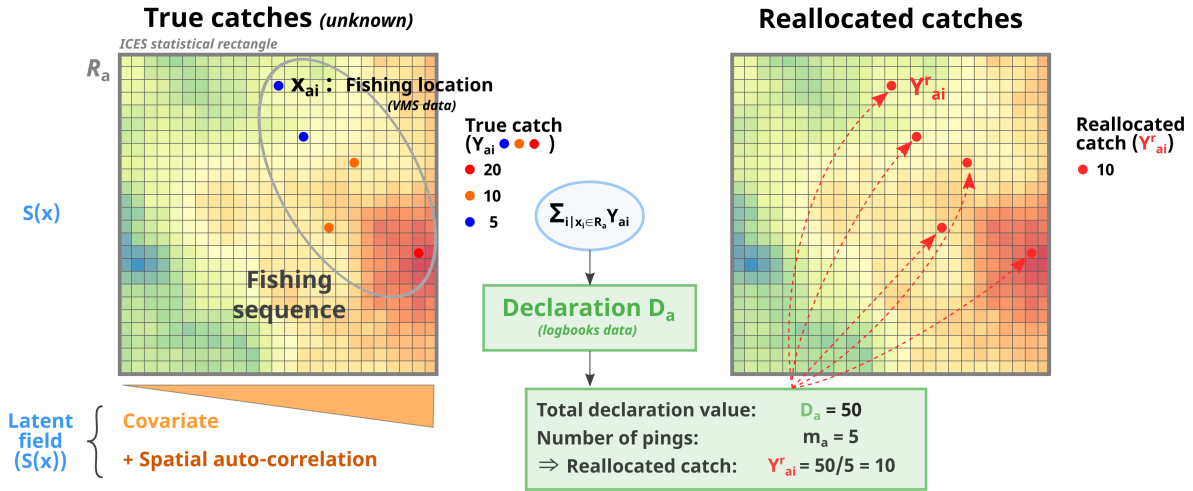 True catches (unknown)
ICES statistical rectangle
Ra
xai : Fishing location
(VMS data)
True catch
(Yai )
20
10
5
S(x)
Fishing
sequence
Latent
field
(S(x))
Covariate
+ Spatial auto-correlation
Σi|xi∈RaYai
Declaration Da
(logbooks data)
Total declaration value: Da = 50
Number of pings: ma = 5
⇒ Reallocated catch: Yrai = 50/5 = 10
Reallocated catches
Yrai
Reallocated
catch (Yrai)
10